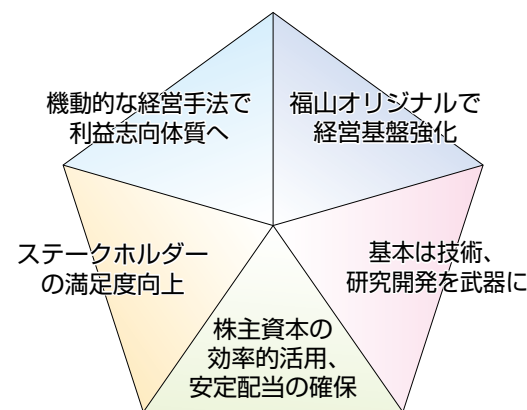 機動的な経営手法で
利益志向体質へ
福山オリジナルで
経営基盤強化
ステークホルダー
の満足度向上
基本は技術、
研究開発を武器に
株主資本の
効率的活用、
安定配当の確保